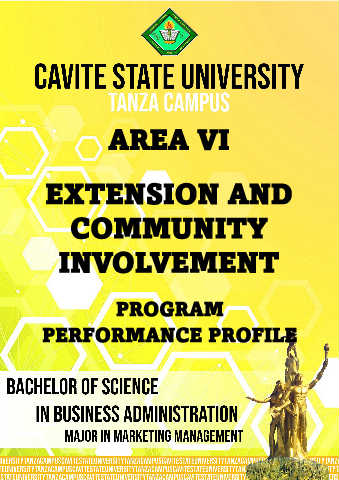 CAVITE STATE UNIVERSITY
TANZA CAMPUS
AREA VI
EXTENSION AND
COMMUNITY
INVOLVEMENT
PROGRAM
PERFORMANCE PROFILE
BACHELOR OF SCIENCE
IN BUSINESS ADMINISTRATION
MAJOR IN MARKETING MANAGEMENT